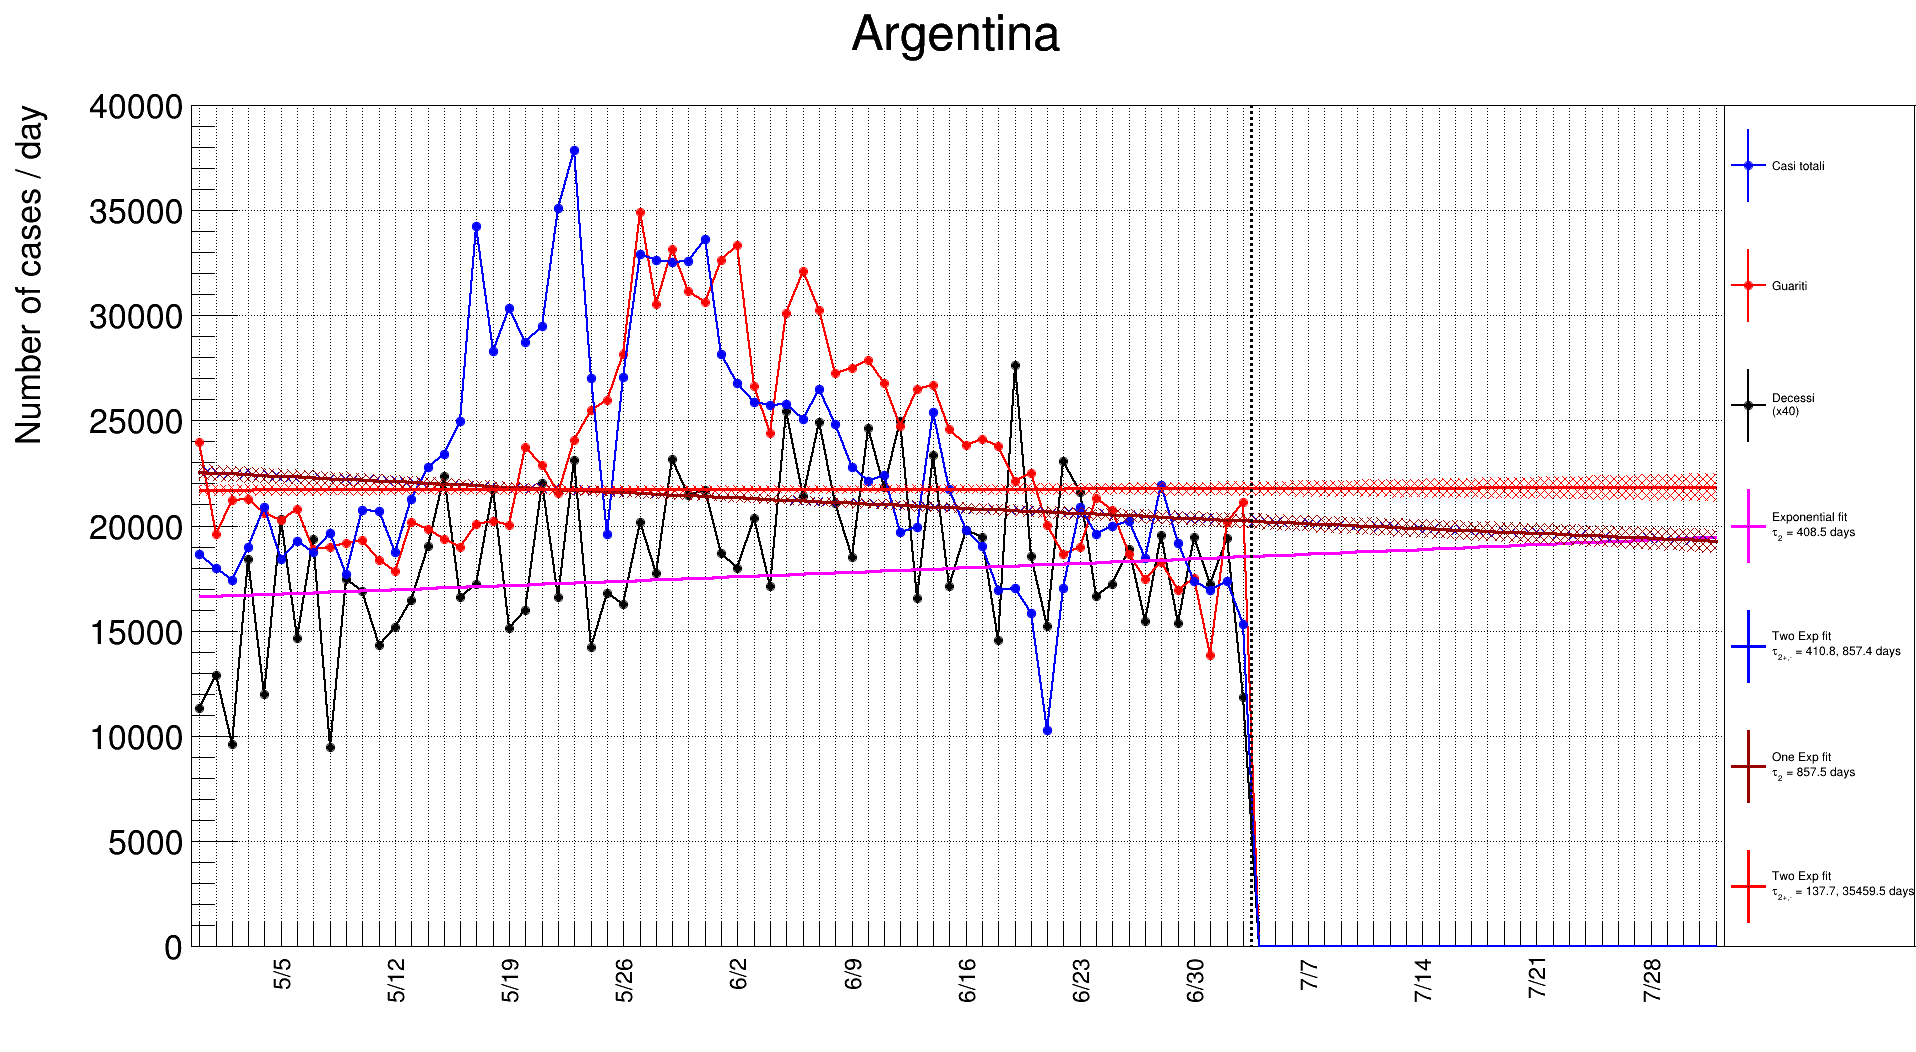 Argentina
Number of cases / day
40000
35000
30000
25000
20000
15000
10000
5000
0
5/5
5/12
5/19
5/26
6/2
6/9
6/16
6/23
6/30
7/7
7/14
7/21
7/28
Casi totali
Guariti
Decessi
(x40)
Exponential fit
τ2 = 408.5 days
Two Exp fit
τ2+,- = 410.8, 857.4 days
One Exp fit
τ2 = 857.5 days
Two Exp fit
τ2+,- = 137.7, 35459.5 days